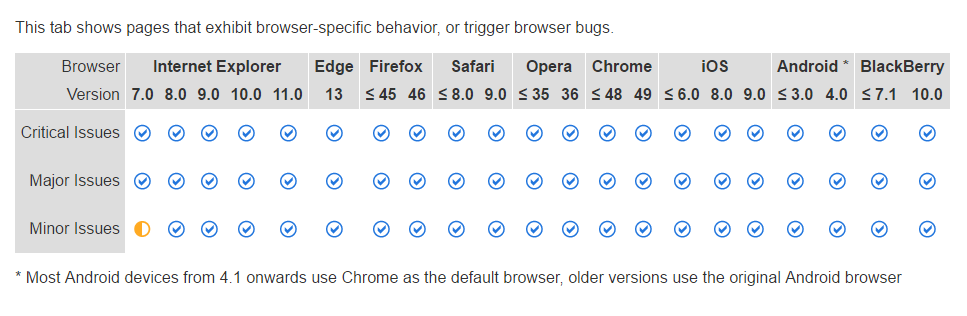 This tab shows pages that exhibit browser-specific behavior, or trigger browser bugs.
Browser Internet Explorer Edge Firefox Safari Opera Chrome iOS Android * BlackBerry
Version 7.0 8.0 9.0 10.0 11.0 13 ≤ 45 46 ≤ 8.0 9.0 ≤ 35 36 ≤ 48 49 ≤ 6.0 8.0 9.0 ≤ 3.0 4.0 ≤ 7.1 10.0
Critical Issues
Major Issues
Minor Issues
* Most Android devices from 4.1 onwards use Chrome as the default browser, older versions use the original Android browser